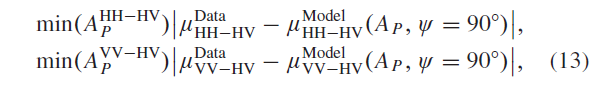 min(A_P^{HH−HV})|μ_{HH−HV}^{Data} − μ_{HH−HV}^{Model}(A_P, ψ = 90°)|,
min(A_P^{VV−HV})|μ_{VV−HV}^{Data} − μ_{VV−HV}^{Model}(A_P, ψ = 90°)|, (13)